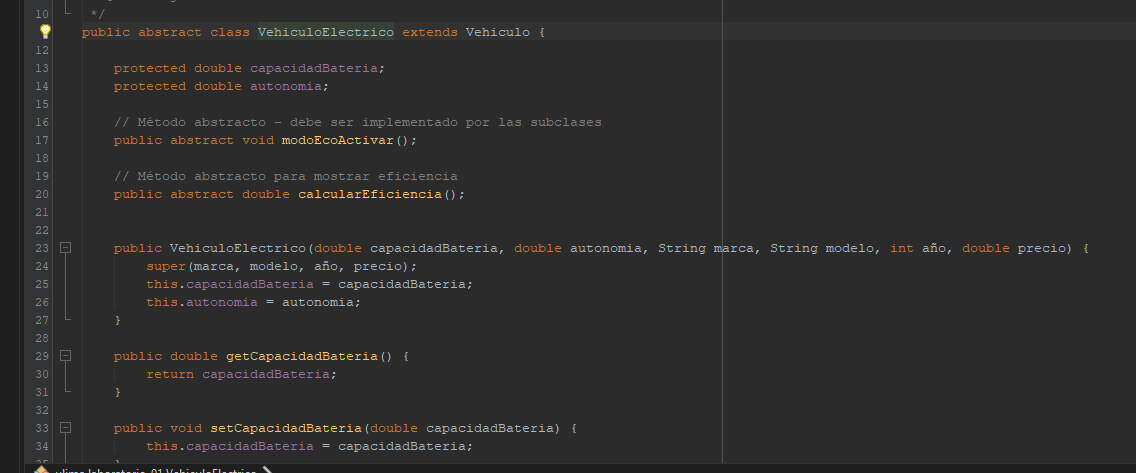 10 */
public abstract class VehiculoElectrico extends Vehiculo {
12
13 protected double capacidadBateria;
14 protected double autonomia;
15
16 // Método abstracto - debe ser implementado por las subclases
17 public abstract void modoEcoActivar();
18
19 // Método abstracto para mostrar eficiencia
20 public abstract double calcularEficiencia();
21
22
23 public VehiculoElectrico(double capacidadBateria, double autonomia, String marca, String modelo, int año, double precio) {
24 super(marca, modelo, año, precio);
25 this.capacidadBateria = capacidadBateria;
26 this.autonomia = autonomia;
27 }
28
29 public double getCapacidadBateria() {
30 return capacidadBateria;
31 }
32
33 public void setCapacidadBateria(double capacidadBateria) {
34 this.capacidadBateria = capacidadBateria;
35 }